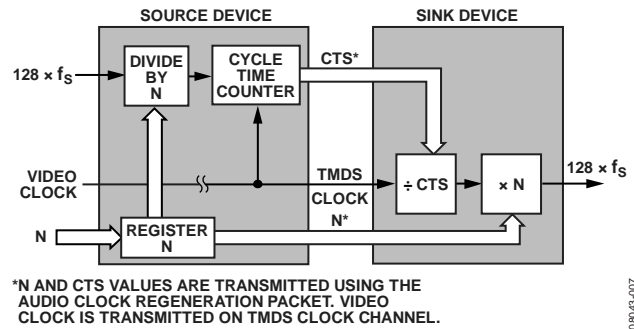 SOURCE DEVICE
SINK DEVICE
128 × fS
DIVIDE
BY
N
CYCLE
TIME
COUNTER
CTS*
VIDEO
CLOCK
TMDS
CLOCK
N*
÷ CTS
× N
128 × fS
N
REGISTER
N
*N AND CTS VALUES ARE TRANSMITTED USING THE
AUDIO CLOCK REGENERATION PACKET. VIDEO
CLOCK IS TRANSMITTED ON TMDS CLOCK CHANNEL.
08043-007